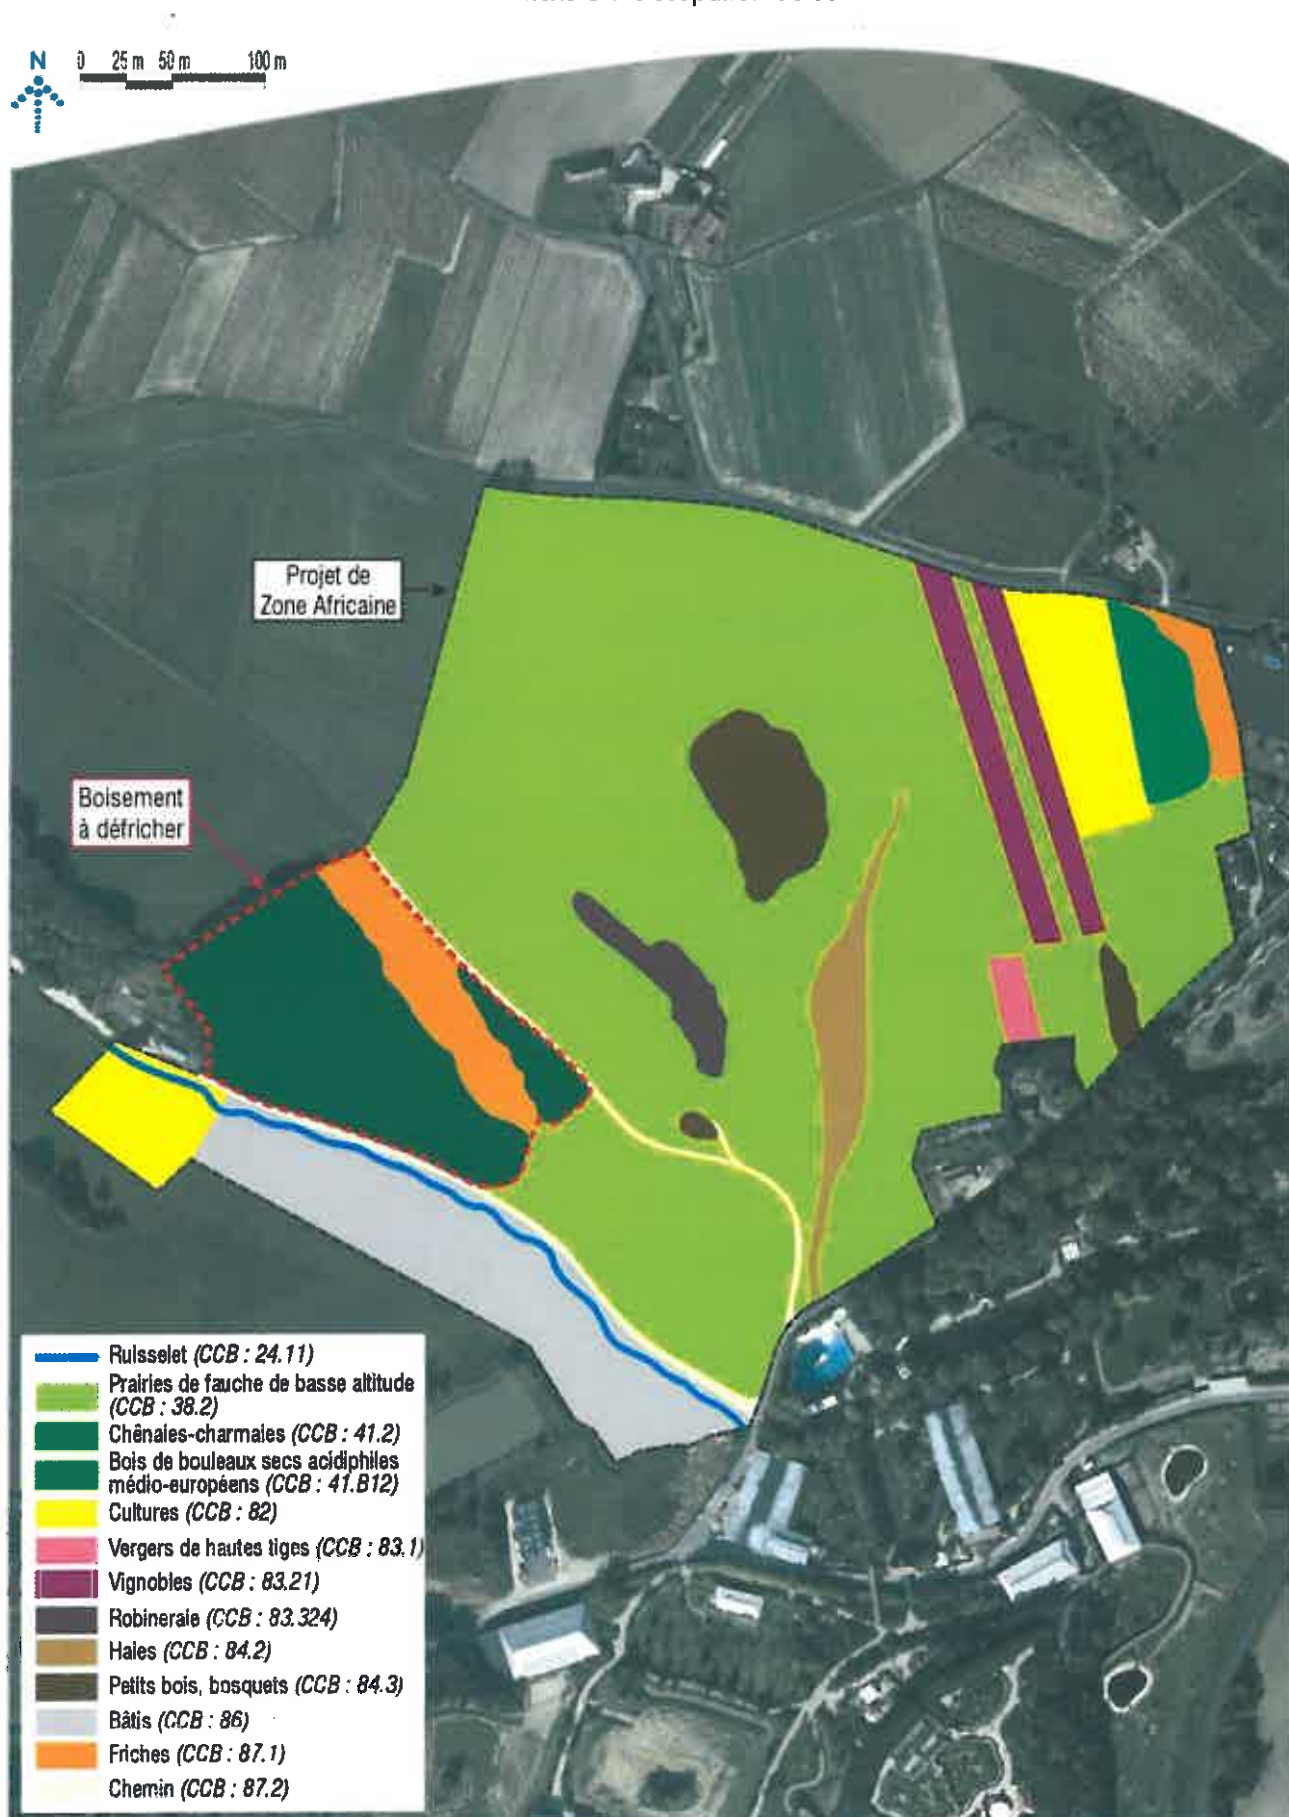 N
0 25 m 50 m 100 m
Projet de
Zone Africaine
Boisement
à défricher
Ruisselet (CCB : 24.11)
Prairies de fauche de basse altitude
(CCB : 38.2)
Chênaies-charmaies (CCB : 41.2)
Bois de bouleaux secs acidiphiles
médio-européens (CCB : 41.B12)
Cultures (CCB : 82)
Vergers de hautes tiges (CCB : 83.1)
Vignobles (CCB : 83.21)
Robineraie (CCB : 83.324)
Haies (CCB : 84.2)
Petits bois, bosquets (CCB : 84.3)
Bâtis (CCB : 86)
Friches (CCB : 87.1)
Chemin (CCB : 87.2)